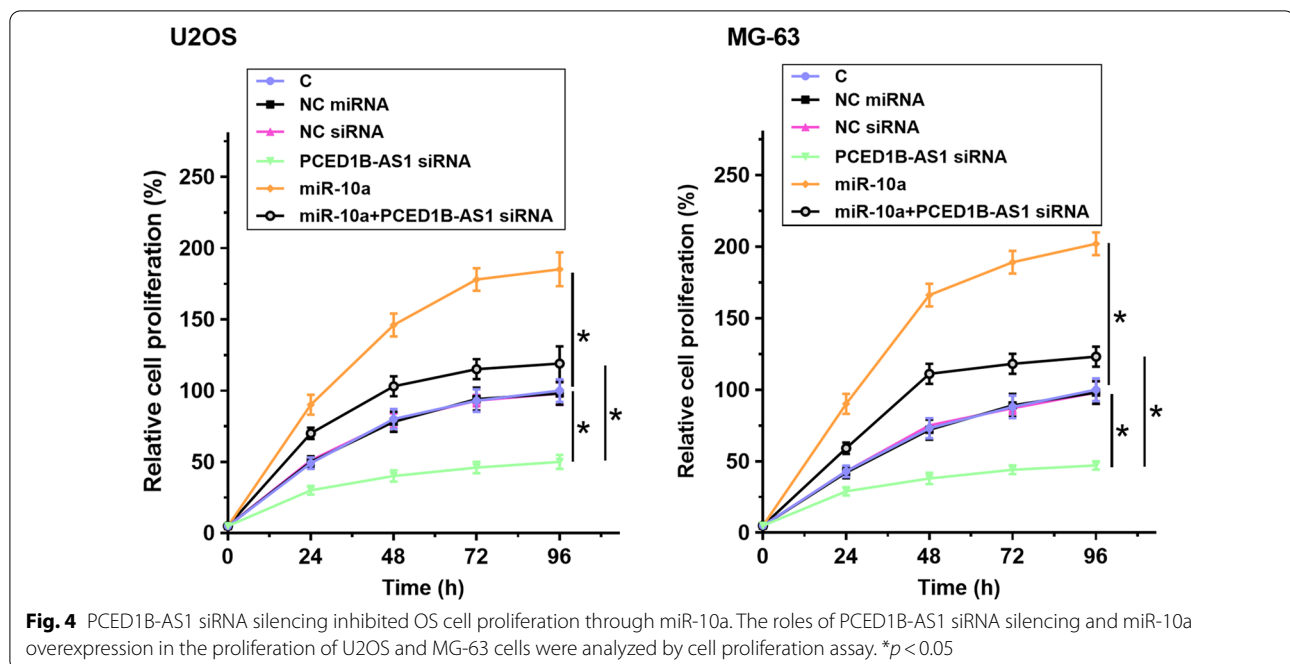 U2OS
C
NC miRNA
NC siRNA
PCED1B-AS1 siRNA
miR-10a
miR-10a+PCED1B-AS1 siRNA
Relative cell proliferation (%)
250
200
150
100
50
0
*
*
*
0 24 48 72 96
Time (h)
MG-63
C
NC miRNA
NC siRNA
PCED1B-AS1 siRNA
miR-10a
miR-10a+PCED1B-AS1 siRNA
Relative cell proliferation (%)
250
200
150
100
50
0
*
*
*
0 24 48 72 96
Time (h)
Fig. 4 PCED1B-AS1 siRNA silencing inhibited OS cell proliferation through miR-10a. The roles of PCED1B-AS1 siRNA silencing and miR-10a
overexpression in the proliferation of U2OS and MG-63 cells were analyzed by cell proliferation assay. *p < 0.05